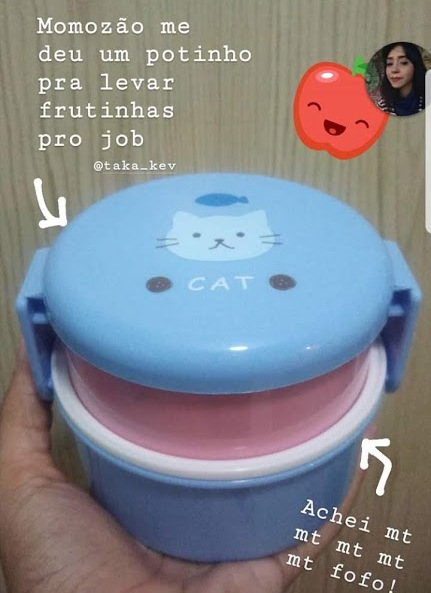 Momozão me
deu um potinho
pra levar
frutinhas
pro job
@taka_kev
CAT
Achei mt
mt mt mt
mt fofo!